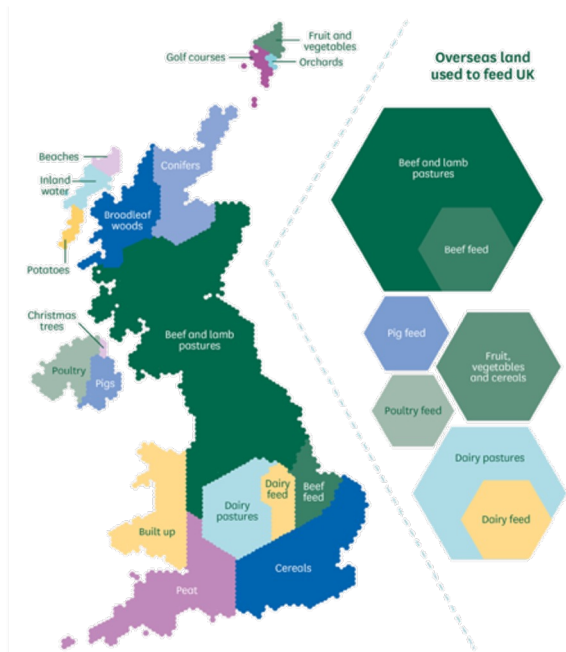 Fruit and
vegetables
Golf courses
Orchards
Beaches
Inland
water
Conifers
Broadleaf
woods
Potatoes
Christmas
trees
Beef and lamb
pastures
Poultry
Pigs
Dairy
feed
Beef
feed
Dairy
pastures
Built up
Cereals
Peat
Overseas land
used to feed UK
Beef and lamb
pastures
Beef feed
Pig feed
Fruit,
vegetables
and cereals
Poultry feed
Dairy pastures
Dairy feed